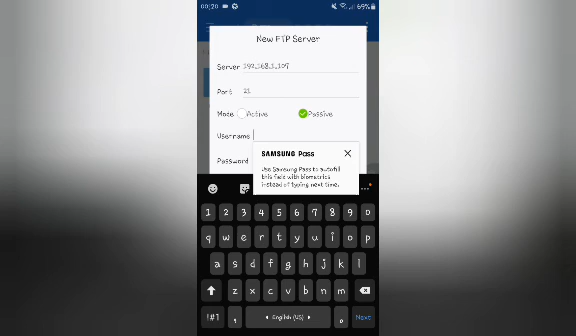 00:20
69%
New FTP Server
Server 192.168.1.107
Port 21
Mode Active Passive
Username
SAMSUNG Pass
Use Samsung Pass to autofill
this field with biometrics
instead of typing next time.
Password
1 2 3 4 5 6 7 8 9 0
q w e r t y u i o p
a s d f g h j k l
z x c v b n m
!#1 , English (US) . Next